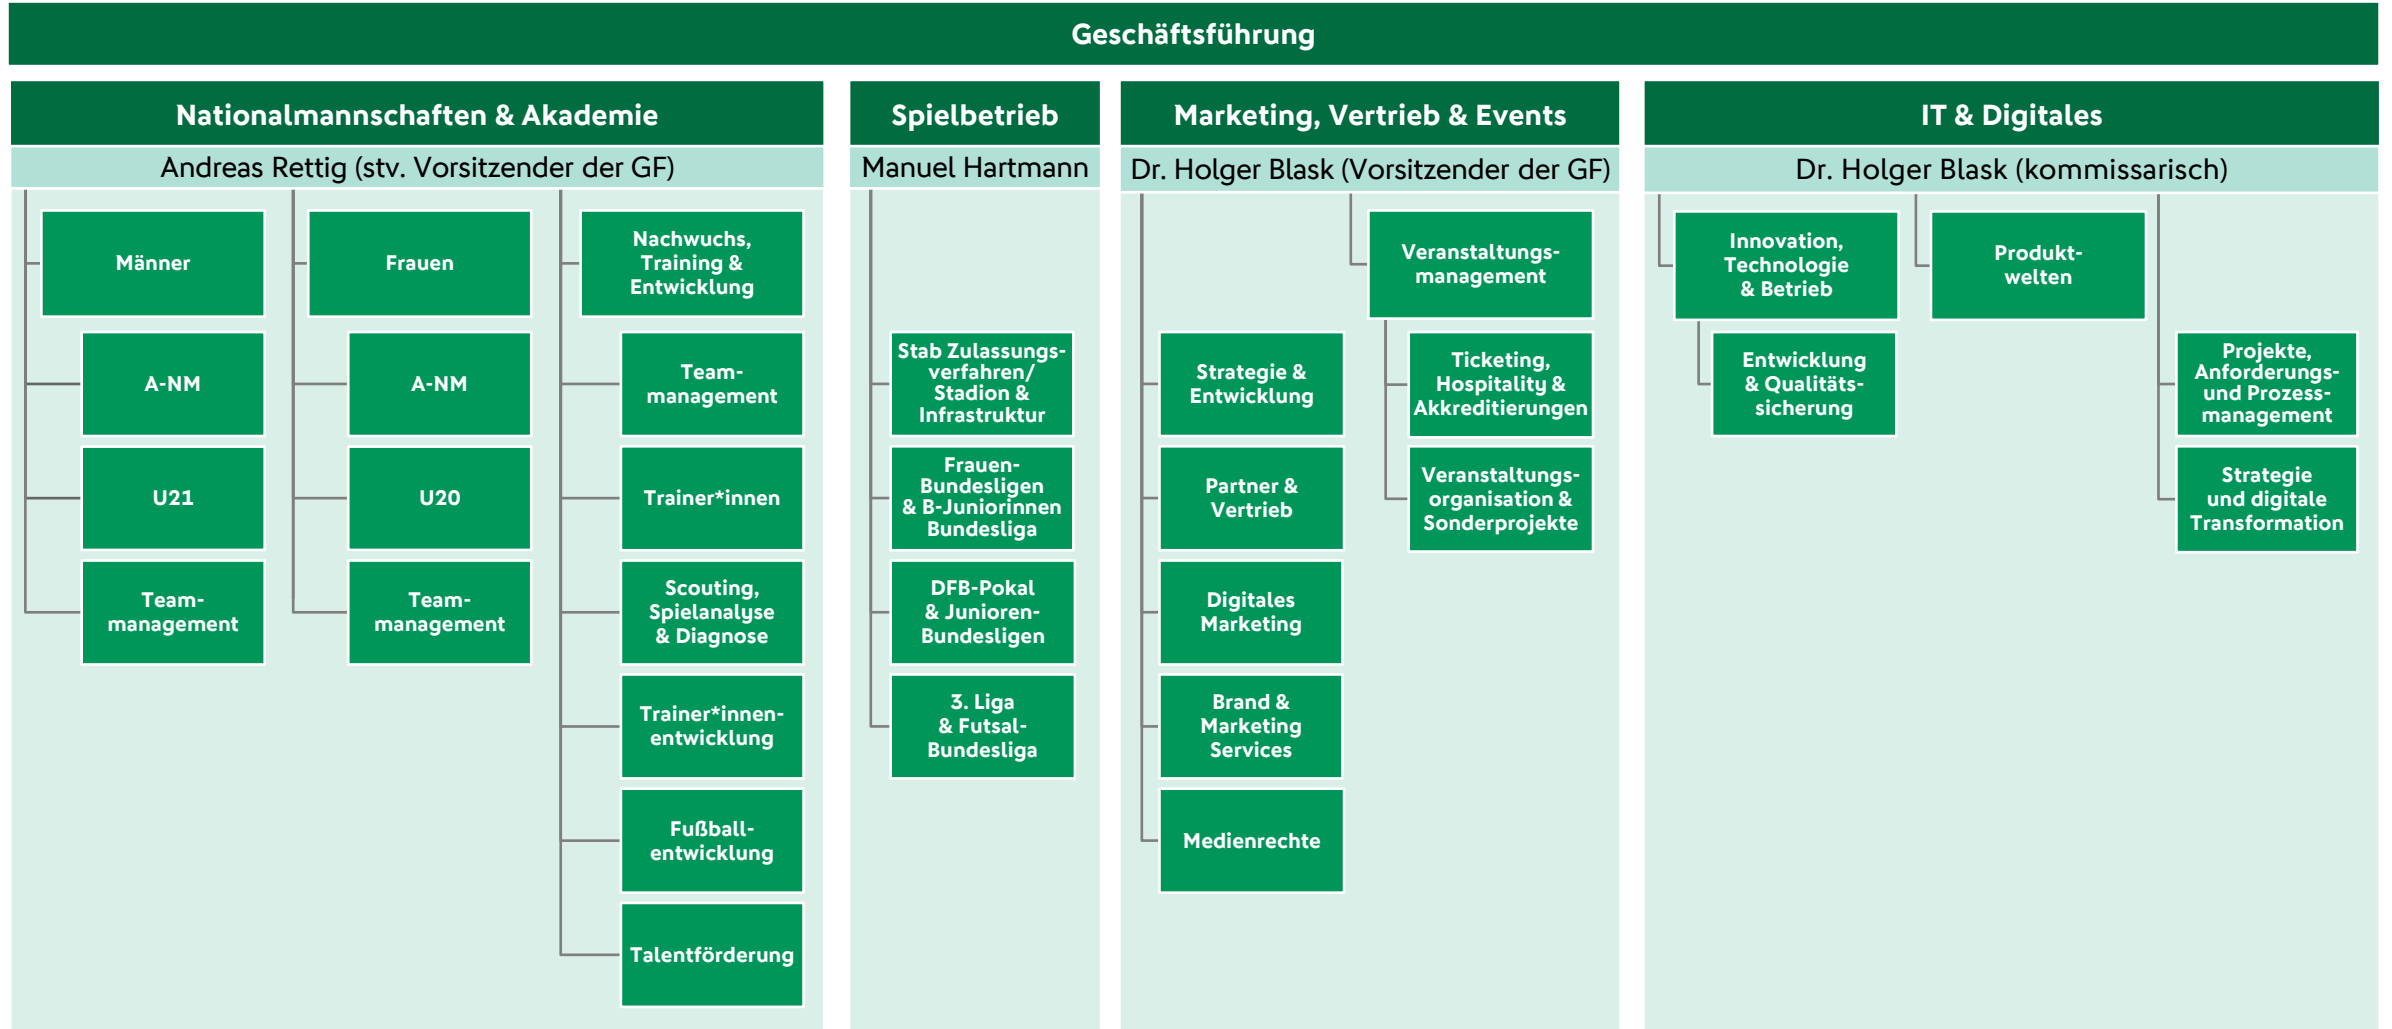 Geschäftsführung
Nationalmannschaften & Akademie
Andreas Rettig (stv. Vorsitzender der GF)
Männer
A-NM
U21
Team-
management
Frauen
A-NM
U20
Team-
management
Nachwuchs,
Training &
Entwicklung
Team-
management
Trainer*innen
Scouting,
Spielanalyse
& Diagnose
Trainer*innen-
entwicklung
Fußball-
entwicklung
Talentförderung
Spielbetrieb
Manuel Hartmann
Stab Zulassungs-
verfahren/
Stadion &
Infrastruktur
Frauen-
Bundesligen
& B-Juniorinnen
Bundesliga
DFB-Pokal
& Junioren-
Bundesligen
3. Liga
& Futsal-
Bundesliga
Marketing, Vertrieb & Events
Dr. Holger Blask (Vorsitzender der GF)
Strategie &
Entwicklung
Partner &
Vertrieb
Digitales
Marketing
Brand &
Marketing
Services
Medienrechte
Veranstaltungs-
management
Ticketing,
Hospitality &
Akkreditierungen
Veranstaltungs-
organisation &
Sonderprojekte
IT & Digitales
Dr. Holger Blask (kommissarisch)
Innovation,
Technologie
& Betrieb
Entwicklung
& Qualitäts-
sicherung
Produkt-
welten
Projekte,
Anforderungs-
und Prozess-
management
Strategie
und digitale
Transformation